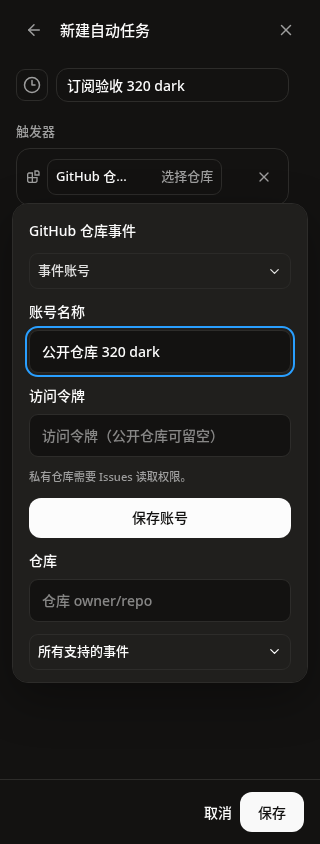 新建自动任务
订阅验收 320 dark
触发器
GitHub 仓... 选择仓库
GitHub 仓库事件
事件账号
账号名称
公开仓库 320 dark
访问令牌
访问令牌（公开仓库可留空）
私有仓库需要 Issues 读取权限。
保存账号
仓库
仓库 owner/repo
所有支持的事件
取消 保存